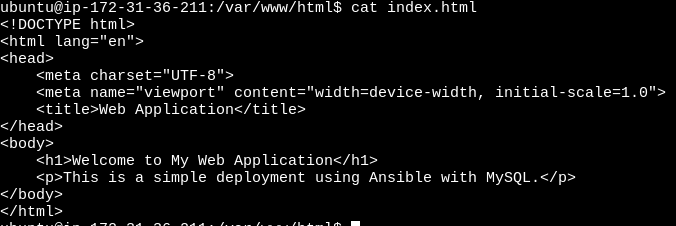 ubuntu@ip-172-31-36-211:/var/www/html$ cat index.html
<!DOCTYPE html>
<html lang="en">
<head>
    <meta charset="UTF-8">
    <meta name="viewport" content="width=device-width, initial-scale=1.0">
    <title>Web Application</title>
</head>
<body>
    <h1>Welcome to My Web Application</h1>
    <p>This is a simple deployment using Ansible with MySQL.</p>
</body>
</html>
ubuntu@ip-172-31-36-211:/var/www/html$